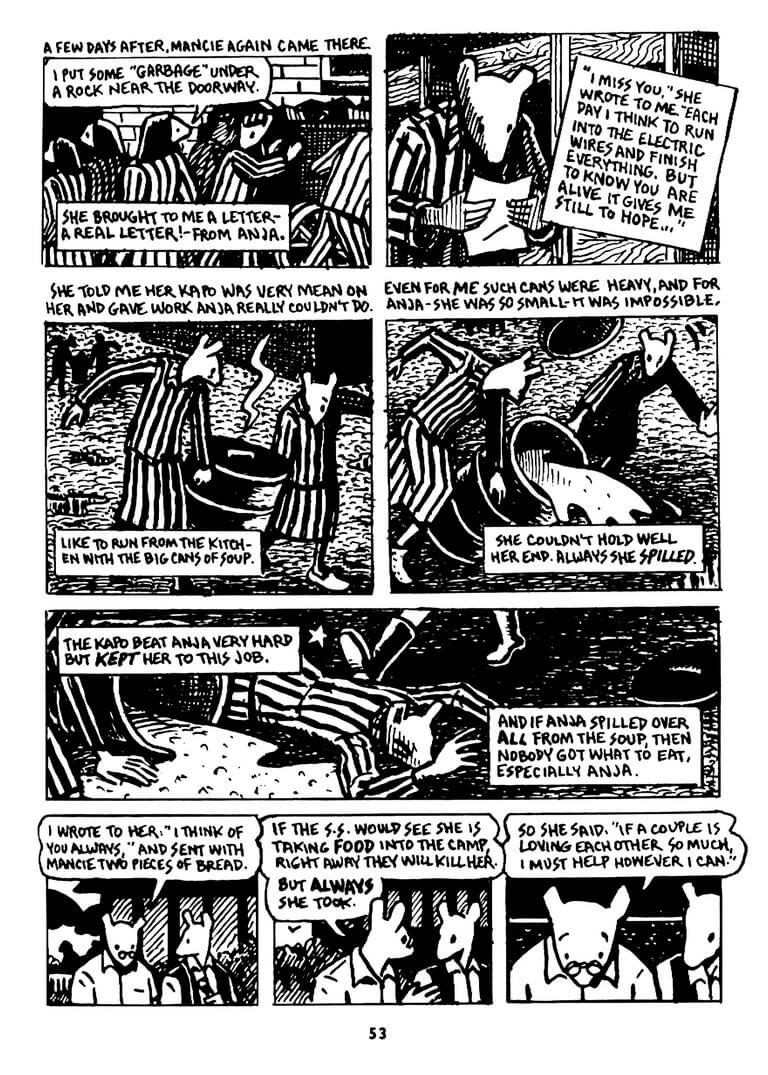 A FEW DAYS AFTER, MANCIE AGAIN CAME THERE.
I PUT SOME "GARBAGE" UNDER
A ROCK NEAR THE DOORWAY.
SHE BROUGHT TO ME A LETTER-
A REAL LETTER!-FROM ANJA.
"I MISS YOU," SHE
WROTE TO ME. "EACH
DAY I THINK TO RUN
INTO THE ELECTRIC
WIRES AND FINISH
EVERYTHING. BUT
TO KNOW YOU ARE
ALIVE IT GIVES ME
STILL TO HOPE..."
SHE TOLD ME HER KAPO WAS VERY MEAN ON
HER AND GAVE WORK ANJA REALLY COULDN'T DO.
LIKE TO RUN FROM THE KITCH-
EN WITH THE BIG CANS OF SOUP.
EVEN FOR ME SUCH CANS WERE HEAVY, AND FOR
ANJA-SHE WAS SO SMALL-IT WAS IMPOSSIBLE.
SHE COULDN'T HOLD WELL
HER END. ALWAYS SHE SPILLED.
THE KAPO BEAT ANJA VERY HARD
BUT KEPT HER TO THIS JOB.
AND IF ANJA SPILLED OVER
ALL FROM THE SOUP, THEN
NOBODY GOT WHAT TO EAT,
ESPECIALLY ANJA.
I WROTE TO HER: "I THINK OF
YOU ALWAYS," AND SENT WITH
MANCIE TWO PIECES OF BREAD.
IF THE S.S. WOULD SEE SHE IS
TAKING FOOD INTO THE CAMP,
RIGHT AWAY THEY WILL KILL HER.
BUT ALWAYS
SHE TOOK.
SO SHE SAID. "IF A COUPLE IS
LOVING EACH OTHER SO MUCH,
I MUST HELP HOWEVER I CAN."
53